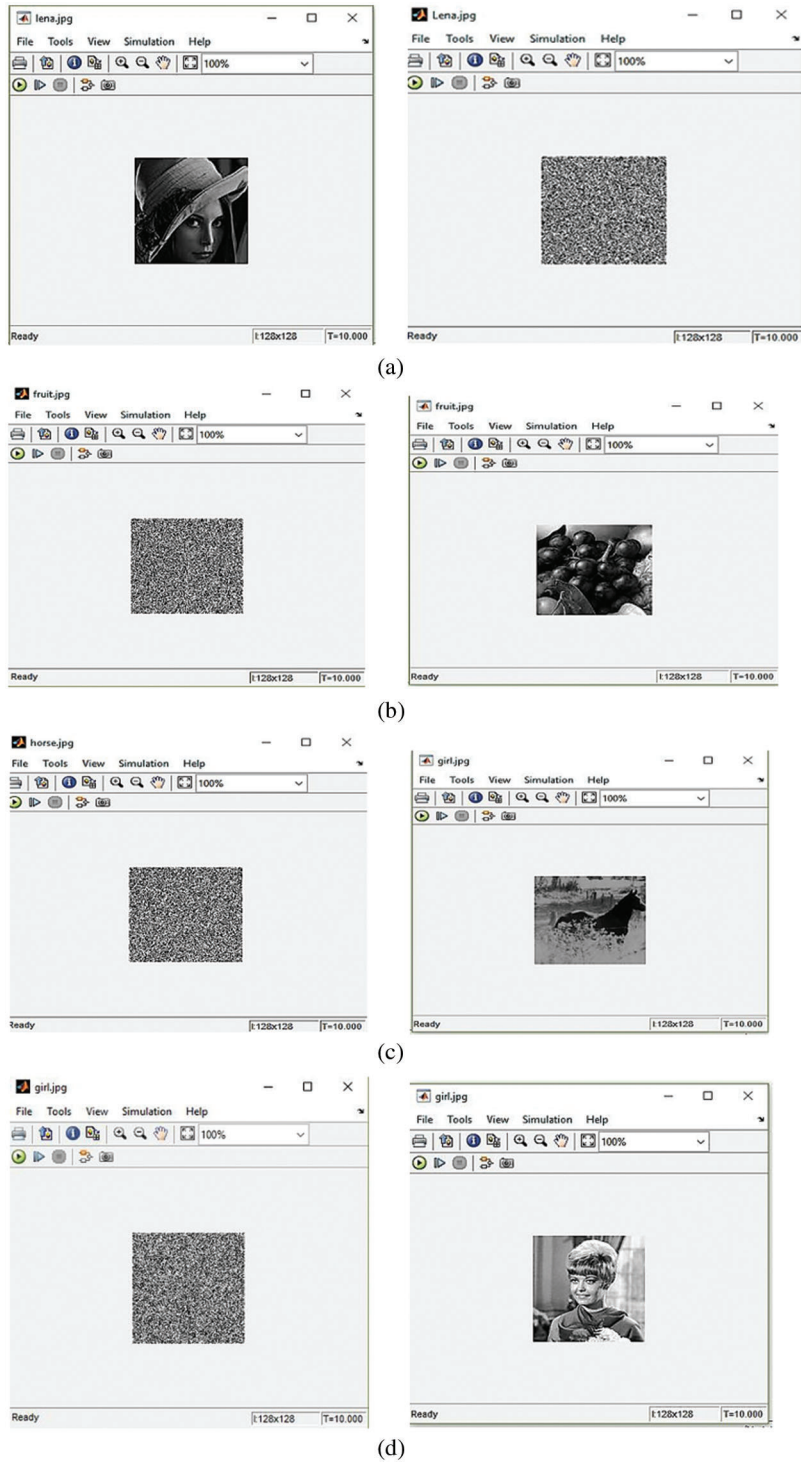 lena.jpg
File Tools View Simulation Help
100%
Ready I:128x128 T=10.000
Lena.jpg
File Tools View Simulation Help
100%
Ready I:128x128 T=10.000
(a)
fruit.jpg
File Tools View Simulation Help
100%
Ready I:128x128 T=10.000
fruit.jpg
File Tools View Simulation Help
100%
Ready I:128x128 T=10.000
(b)
horse.jpg
File Tools View Simulation Help
100%
Ready I:128x128 T=10.000
girl.jpg
File Tools View Simulation Help
100%
Ready I:128x128 T=10.000
(c)
girl.jpg
File Tools View Simulation Help
100%
Ready I:128x128 T=10.000
girl.jpg
File Tools View Simulation Help
100%
Ready I:128x128 T=10.000
(d)